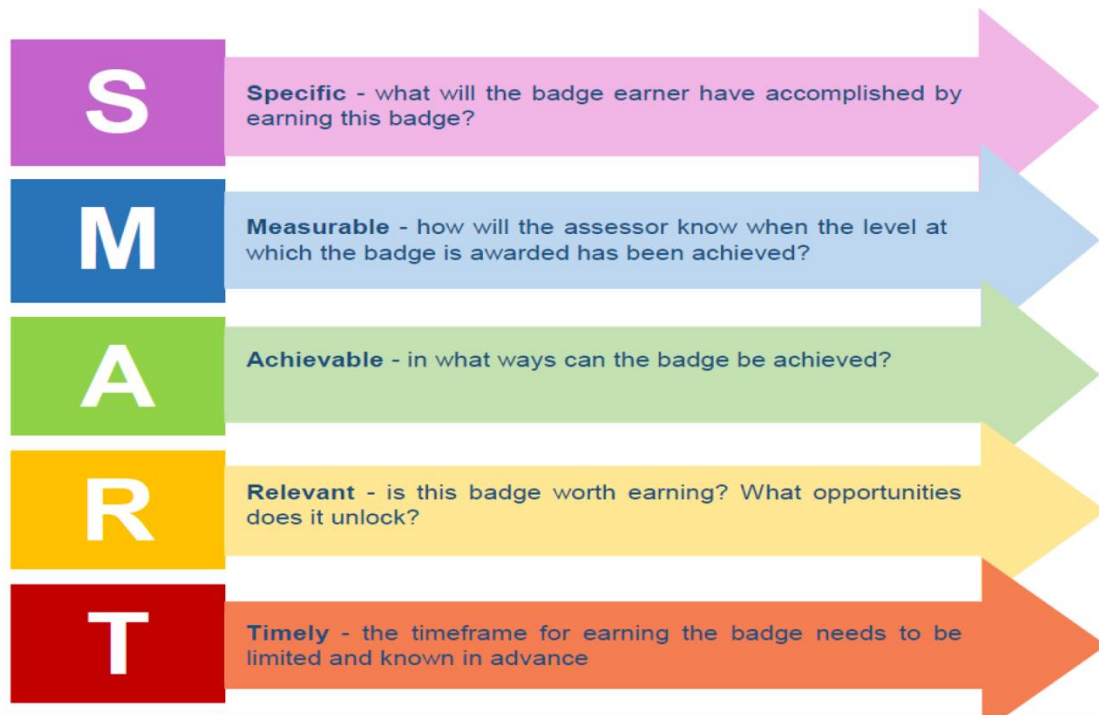 S
Specific - what will the badge earner have accomplished by
earning this badge?
M
Measurable - how will the assessor know when the level at
which the badge is awarded has been achieved?
A
Achievable - in what ways can the badge be achieved?
R
Relevant - is this badge worth earning? What opportunities
does it unlock?
T
Timely - the timeframe for earning the badge needs to be
limited and known in advance